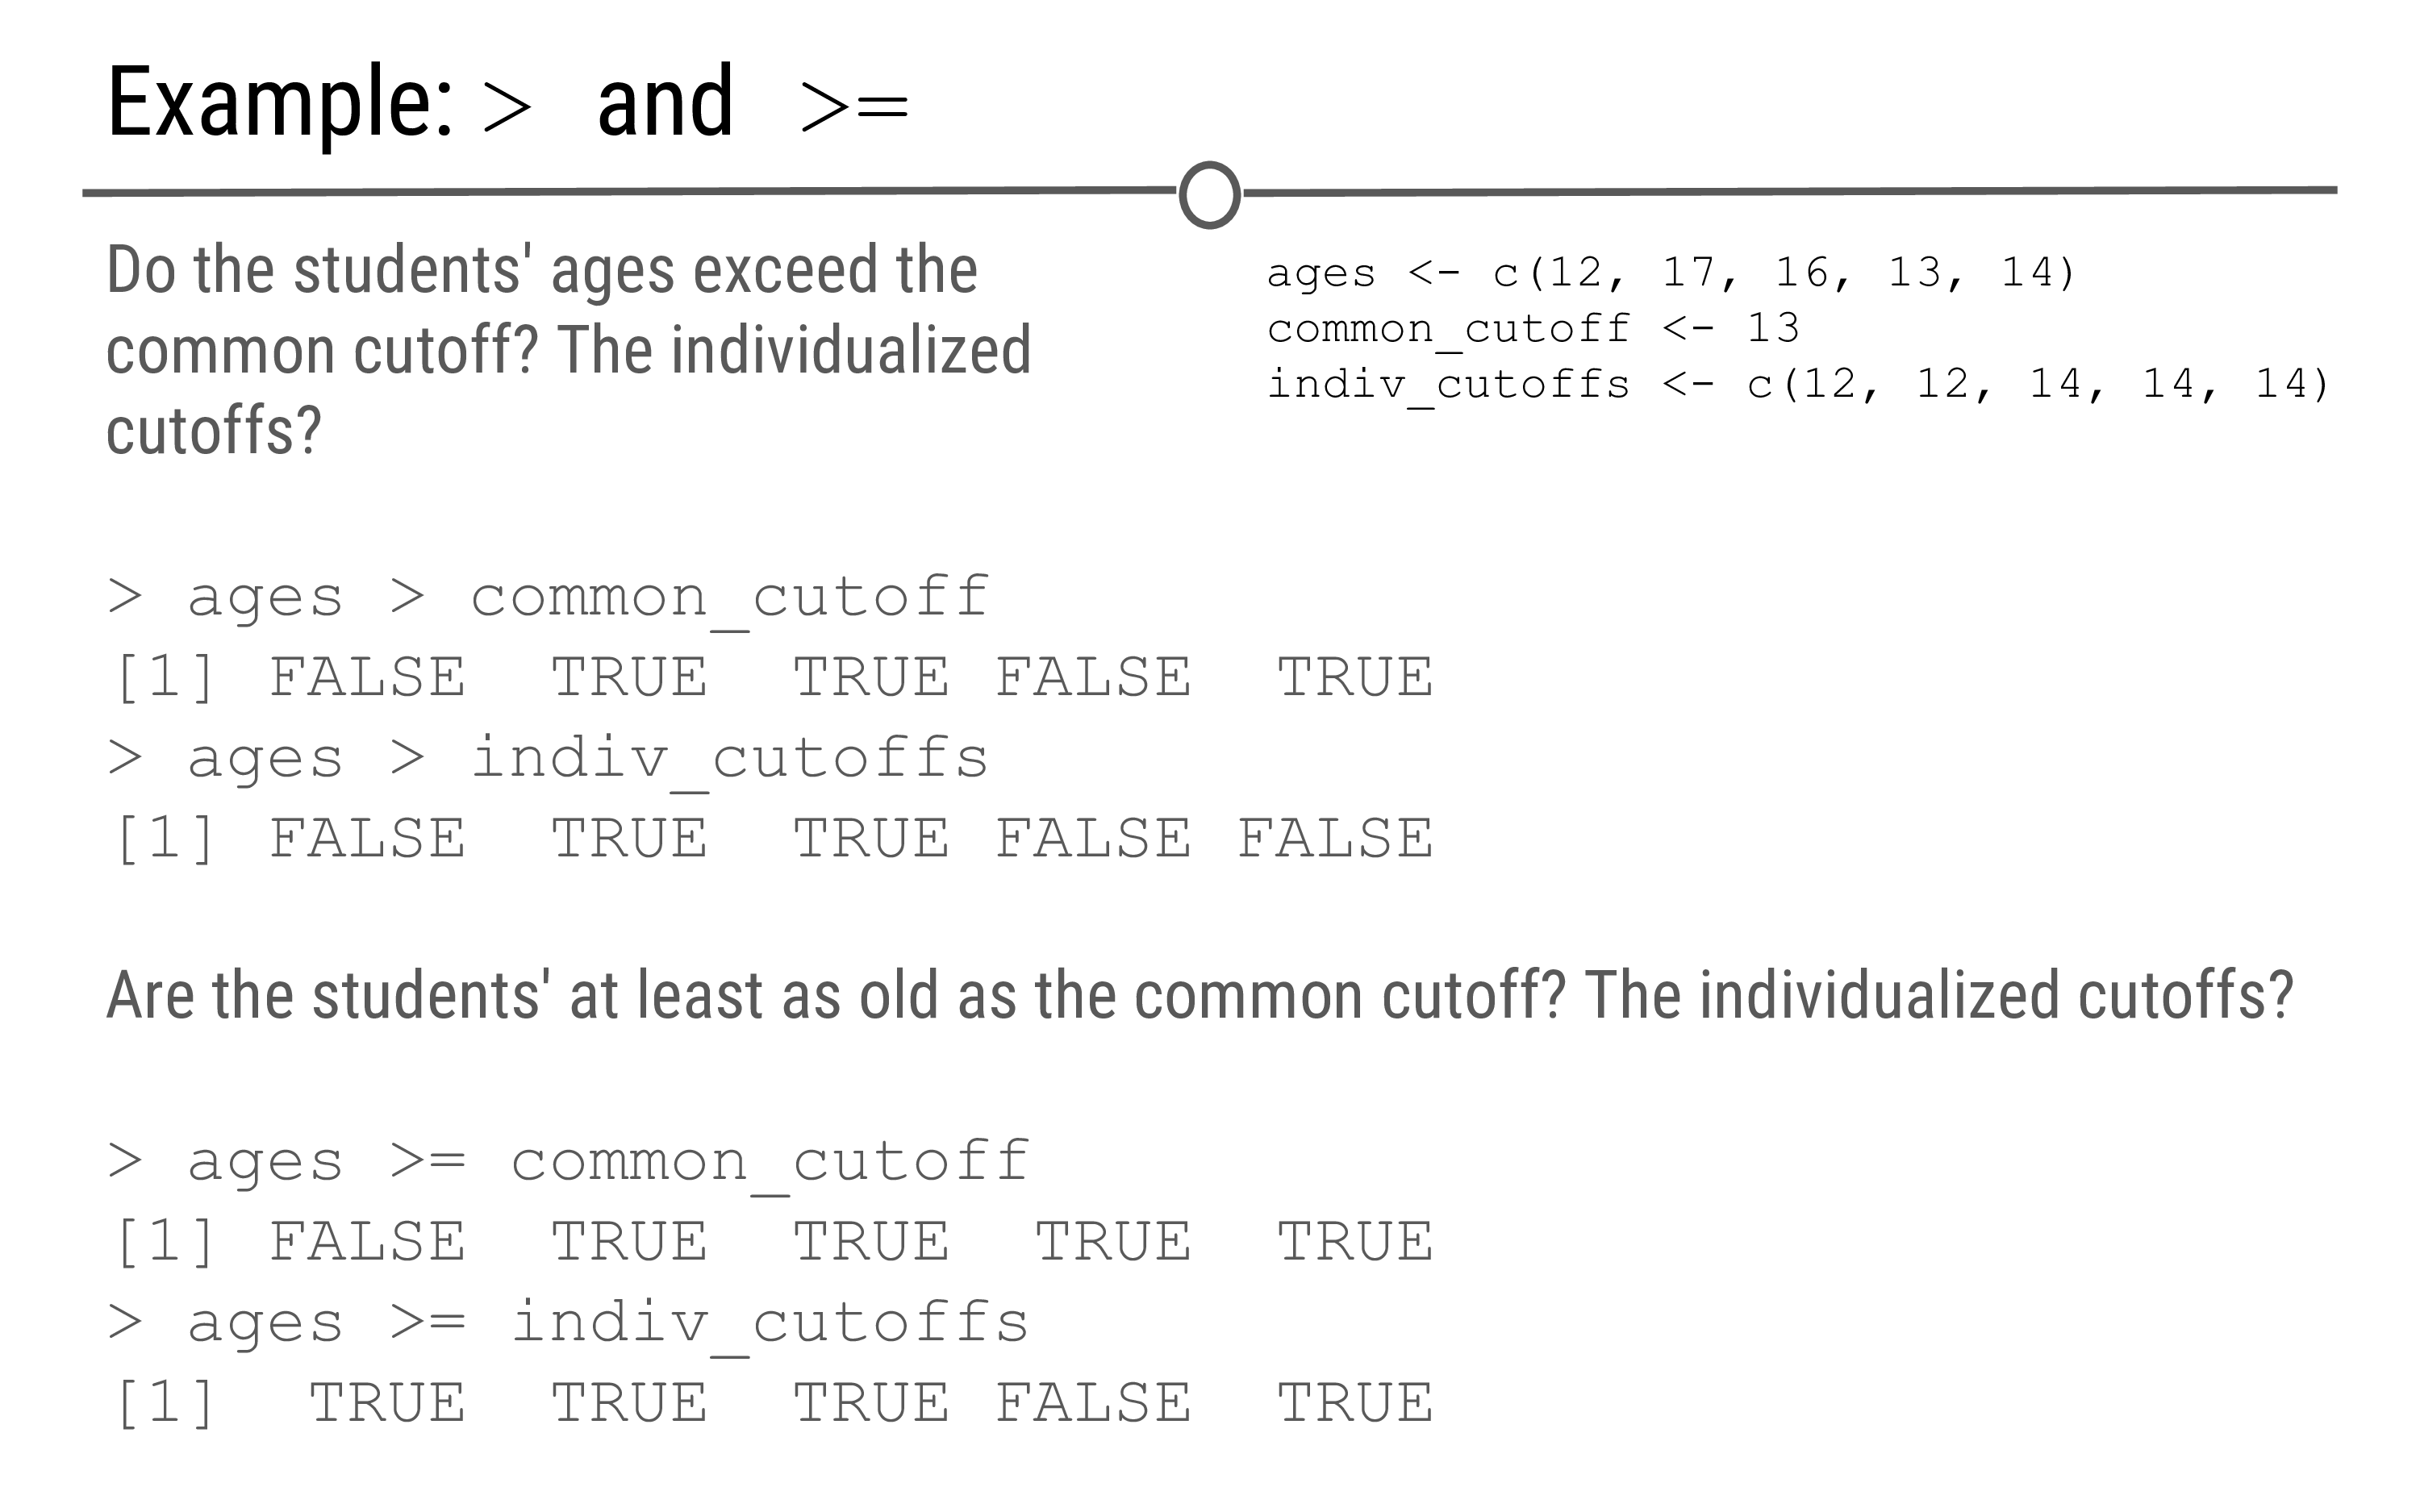 Example: > and >=
Do the students' ages exceed the
common cutoff? The individualized
cutoffs?
ages <- c(12, 17, 16, 13, 14)
common_cutoff <- 13
indiv_cutoffs <- c(12, 12, 14, 14, 14)
> ages > common_cutoff
[1] FALSE  TRUE  TRUE FALSE  TRUE
> ages > indiv_cutoffs
[1] FALSE  TRUE  TRUE FALSE FALSE
Are the students' at least as old as the common cutoff? The individualized cutoffs?
> ages >= common_cutoff
[1] FALSE  TRUE  TRUE  TRUE  TRUE
> ages >= indiv_cutoffs
[1]  TRUE  TRUE  TRUE FALSE  TRUE